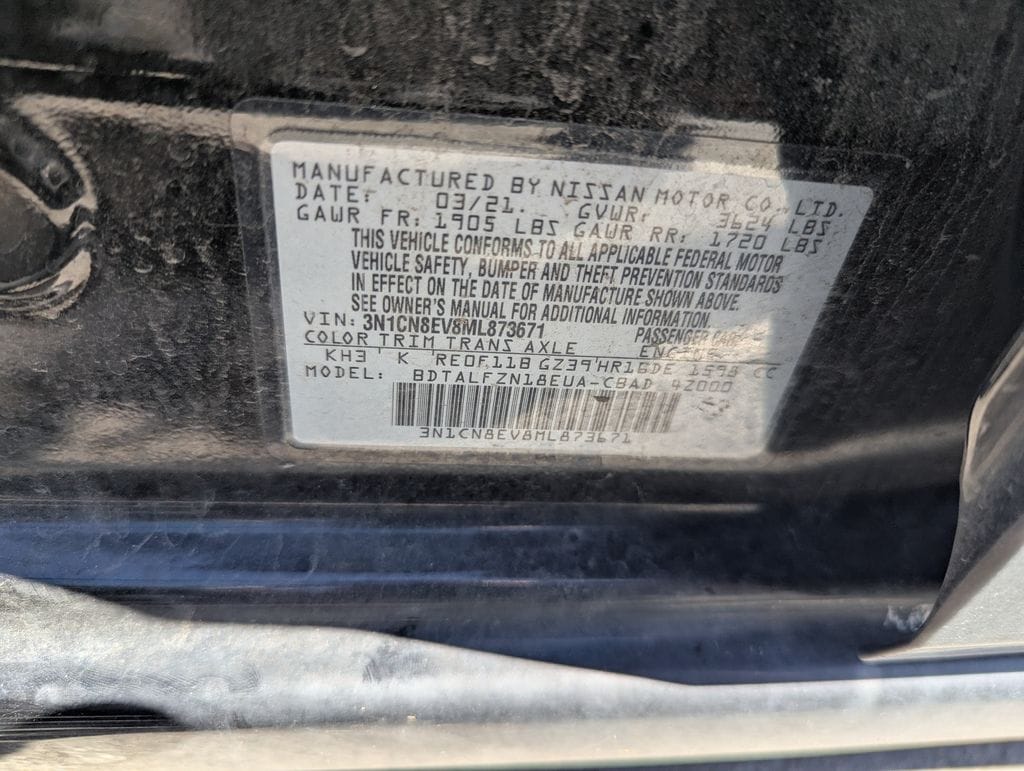 MANUFACTURED BY NISSAN MOTOR CO.,LTD.
DATE: 03/21. GVWR: 3624 LBS
GAWR FR: 1905 LBS GAWR RR: 1720 LBS
THIS VEHICLE CONFORMS TO ALL APPLICABLE FEDERAL MOTOR
VEHICLE SAFETY, BUMPER AND THEFT PREVENTION STANDARDS
IN EFFECT ON THE DATE OF MANUFACTURE SHOWN ABOVE.
SEE OWNER'S MANUAL FOR ADDITIONAL INFORMATION.
VIN: 3N1CN8EV8ML873671 PASSENGER CAR
COLOR TRIM TRANS AXLE ENGINE
KH3 K RE0F11B GZ39 HR16DE 1598 CC
MODEL: BDTALFZN18EUA-CBAD 4Z000
3N1CN8EV8ML873671